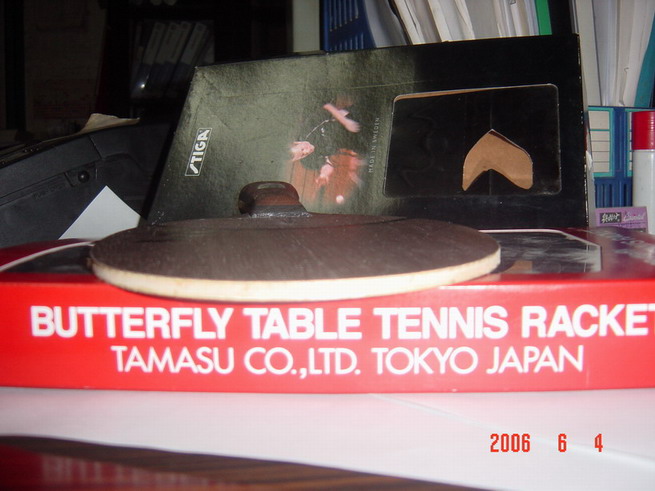 STIGA
MADE IN SWEDEN
BUTTERFLY TABLE TENNIS RACKET
TAMASU CO.,LTD. TOKYO JAPAN
2006 6 4